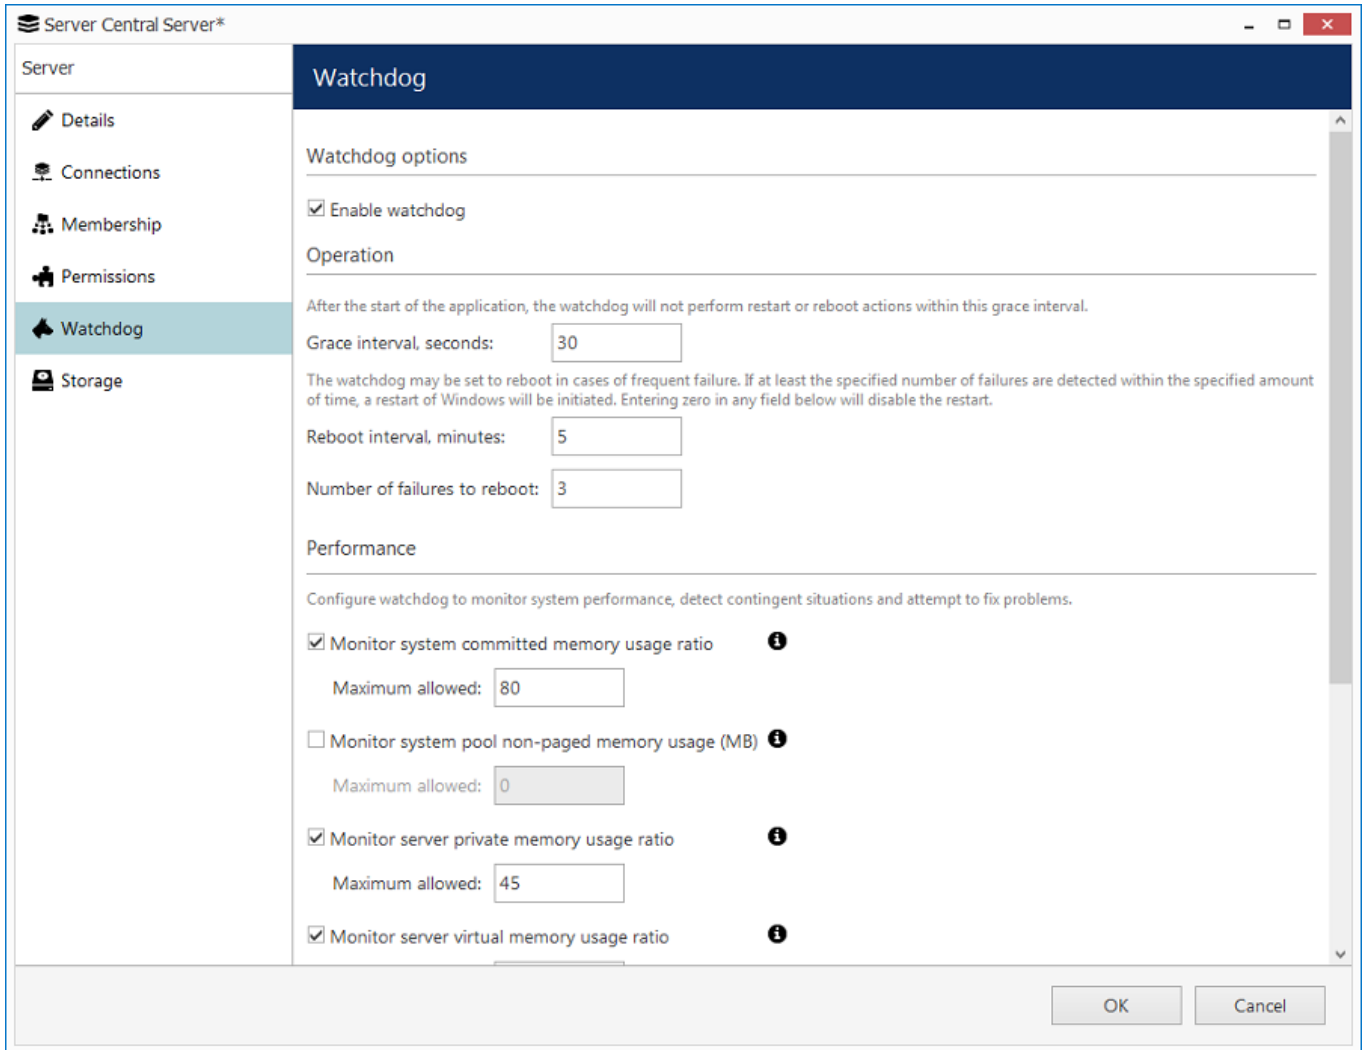 Server Central Server*
Server
Details
Connections
Membership
Permissions
Watchdog
Storage
Watchdog
Watchdog options
Enable watchdog
Operation
After the start of the application, the watchdog will not perform restart or reboot actions within this grace interval.
Grace interval, seconds: 30
The watchdog may be set to reboot in cases of frequent failure. If at least the specified number of failures are detected within the specified amount
of time, a restart of Windows will be initiated. Entering zero in any field below will disable the restart.
Reboot interval, minutes: 5
Number of failures to reboot: 3
Performance
Configure watchdog to monitor system performance, detect contingent situations and attempt to fix problems.
Monitor system committed memory usage ratio
Maximum allowed: 80
Monitor system pool non-paged memory usage (MB)
Maximum allowed: 0
Monitor server private memory usage ratio
Maximum allowed: 45
Monitor server virtual memory usage ratio
OK Cancel